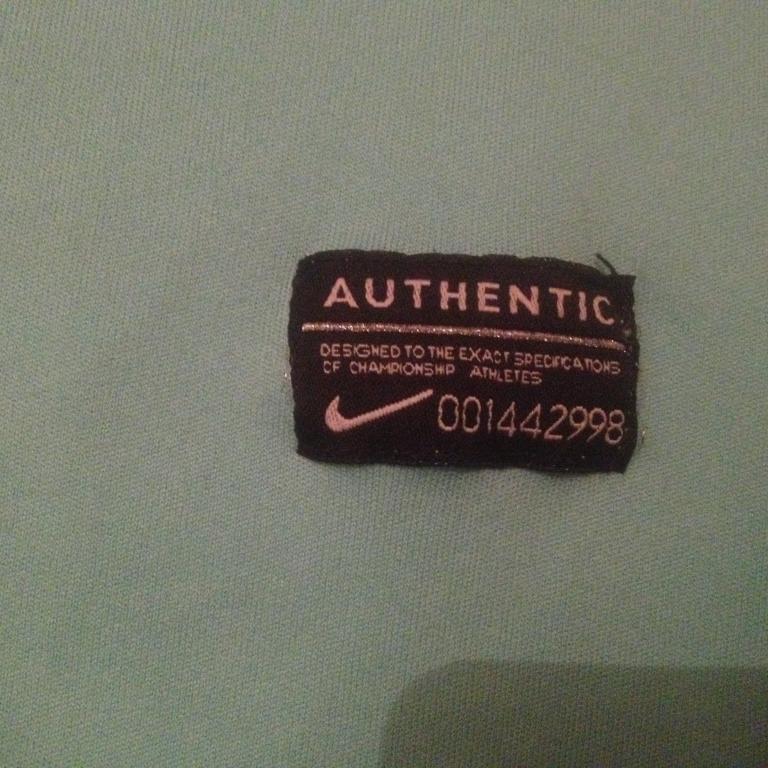 AUTHENTIC
DESIGNED TO THE EXACT SPECIFICATIONS
OF CHAMPIONSHIP ATHLETES
001442998